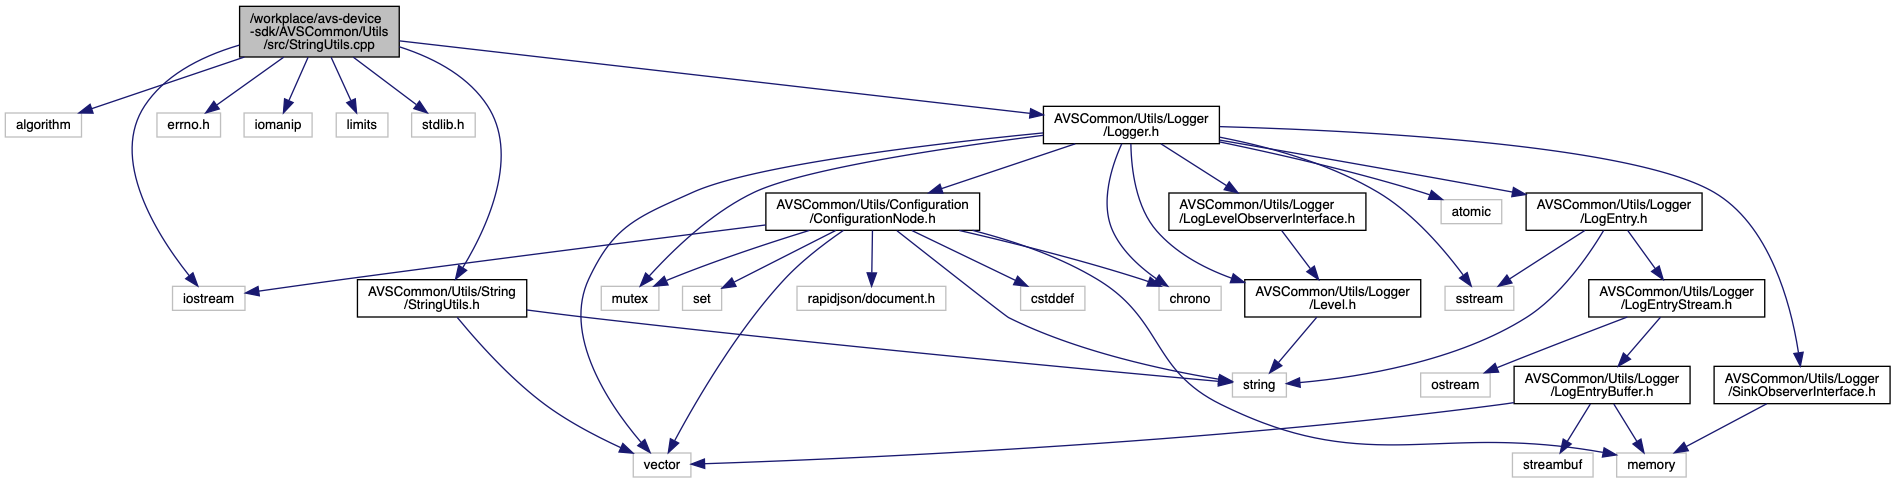 /workplace/avs-device
-sdk/AVSCommon/Utils
/src/StringUtils.cpp
algorithm
errno.h
iomanip
limits
stdlib.h
AVSCommon/Utils/Logger
/Logger.h
AVSCommon/Utils/Configuration
/ConfigurationNode.h
AVSCommon/Utils/Logger
/LogLevelObserverInterface.h
atomic
AVSCommon/Utils/Logger
/LogEntry.h
iostream
AVSCommon/Utils/String
/StringUtils.h
mutex
set
rapidjson/document.h
cstddef
chrono
AVSCommon/Utils/Logger
/Level.h
sstream
AVSCommon/Utils/Logger
/LogEntryStream.h
string
ostream
AVSCommon/Utils/Logger
/LogEntryBuffer.h
AVSCommon/Utils/Logger
/SinkObserverInterface.h
vector
streambuf
memory